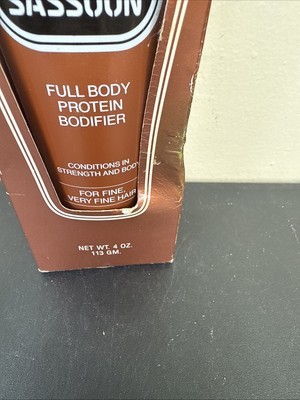 SASSOON
FULL BODY
PROTEIN
BODIFIER
CONDITIONS IN
STRENGTH AND BODY
FOR FINE,
VERY FINE HAIR
NET WT. 4 OZ.
113 GM.